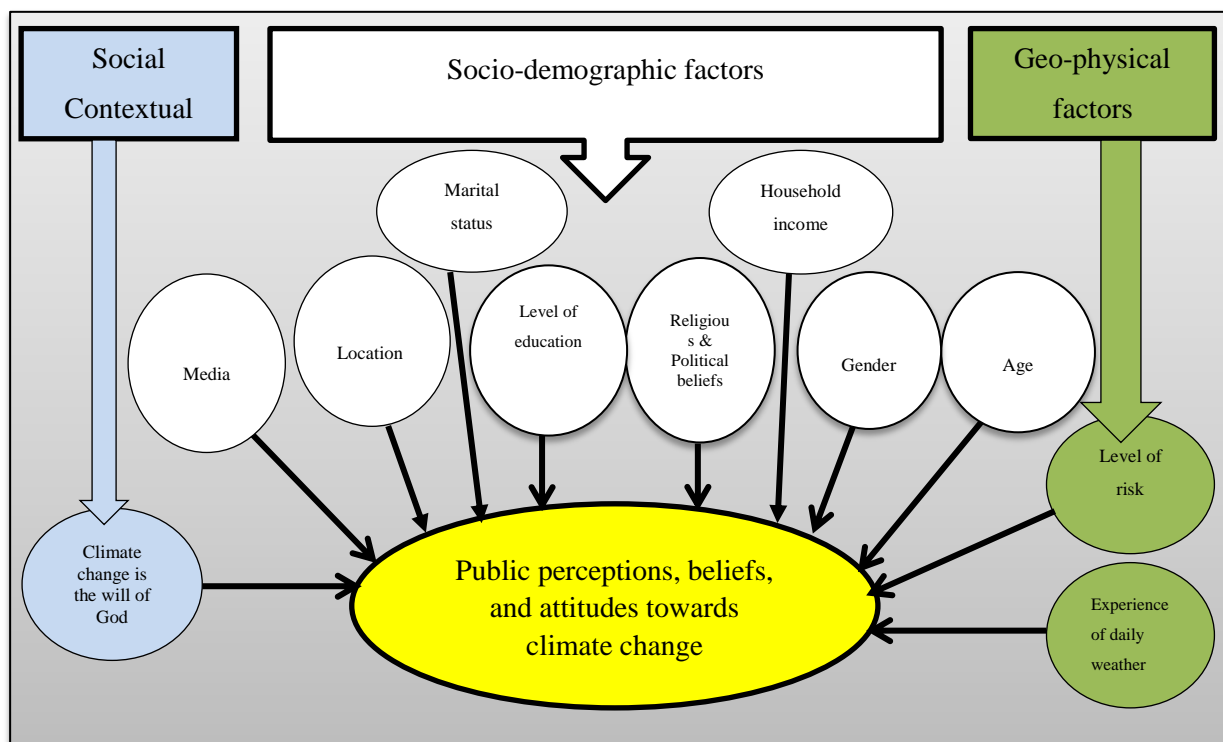 Social
Contextual
Socio-demographic factors
Geo-physical
factors
Marital
status
Household
income
Media
Location
Level of
education
Religiou
s &
Political
beliefs
Gender
Age
Level of
risk
Climate
change is
the will of
God
Public perceptions, beliefs,
and attitudes towards
climate change
Experience
of daily
weather